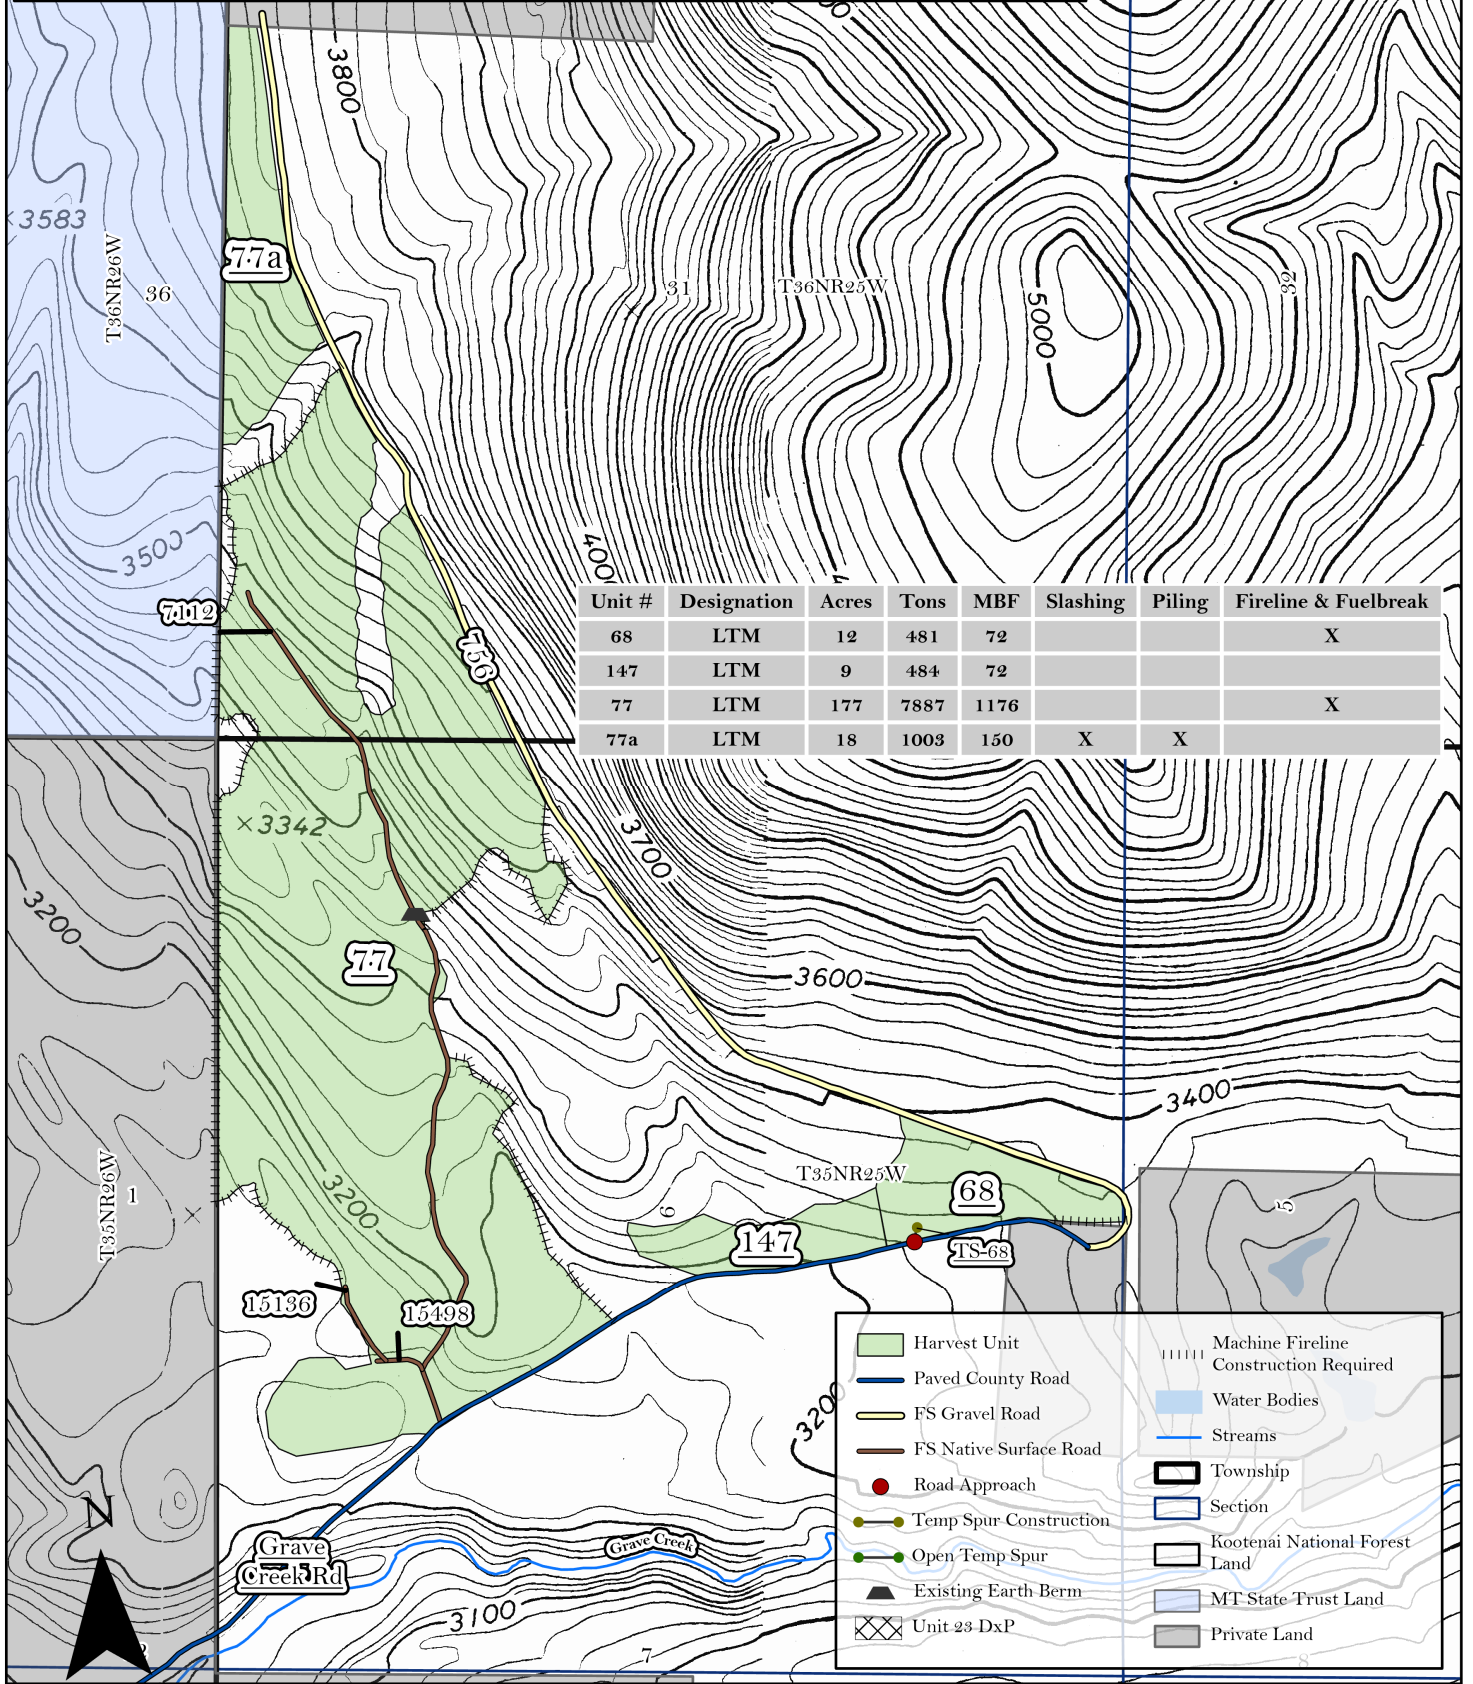 3800
×3583
77a
36
T36NR26W
31
T36NR25W
5000
32
3500
7112
756
Unit # Designation Acres Tons MBF Slashing Piling Fireline & Fuelbreak
68 LTM 12 481 72 X
147 LTM 9 484 72
77 LTM 177 7887 1176 X
77a LTM 18 1003 150 X X
×3342
3700
3200
77
3600
3400
T35NR26W
1
3200
T35NR25W
68
6
5
147
TS-68
15136
15498
3200
Harvest Unit
Paved County Road
FS Gravel Road
FS Native Surface Road
Road Approach
Temp Spur Construction
Open Temp Spur
Existing Earth Berm
Unit 23 DxP
Machine Fireline
Construction Required
Water Bodies
Streams
Township
Section
Kootenai National Forest
Land
MT State Trust Land
Private Land
N
Grave
Creek Rd
Grave Creek
3100
7
8